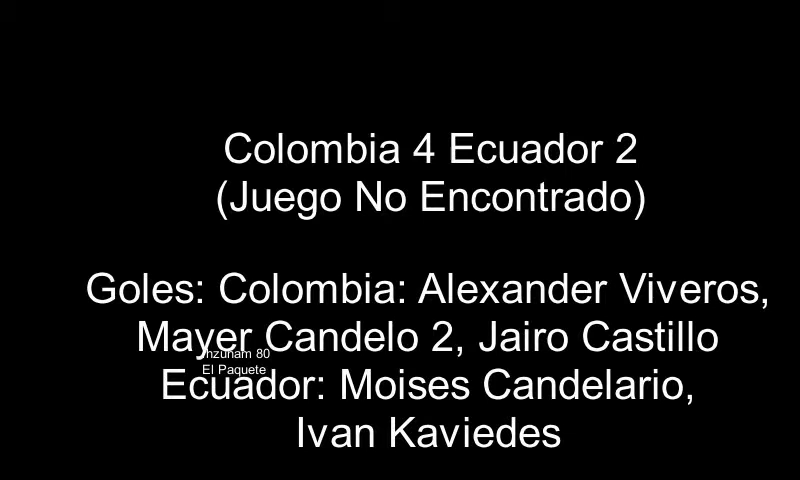 Colombia 4 Ecuador 2
(Juego No Encontrado)
Goles: Colombia: Alexander Viveros,
Mayer Candelo 2, Jairo Castillo
80
El Paquete
Ecuador: Moises Candelario,
Ivan Kaviedes